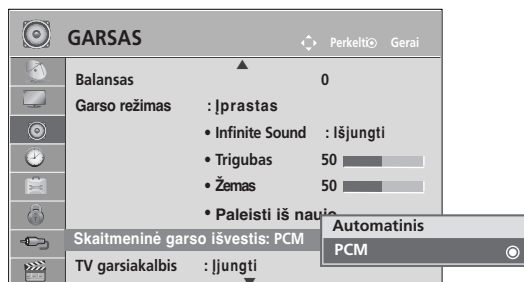 GARSAS
Perkelti Gerai
Balansas 0
Garso režimas : Įprastas
• Infinite Sound : Išjungti
• Trigubas 50
• Žemas 50
• Paleisti iš naujo
Skaitmeninė garso išvestis: PCM
Automatinis
PCM
TV garsiakalbis : Įjungti